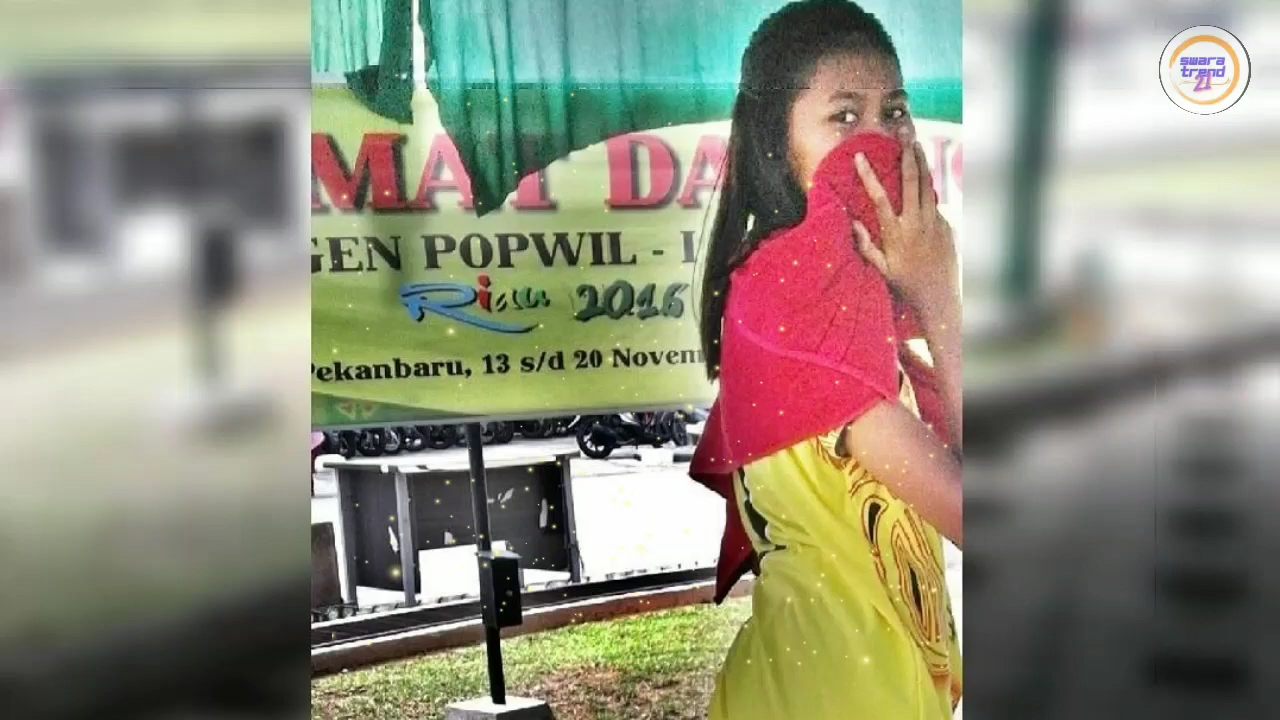 swara
trend
21
MAT DA
GEN POPWIL - I
Riau 2016
Pekanbaru, 13 s/d 20 Novem